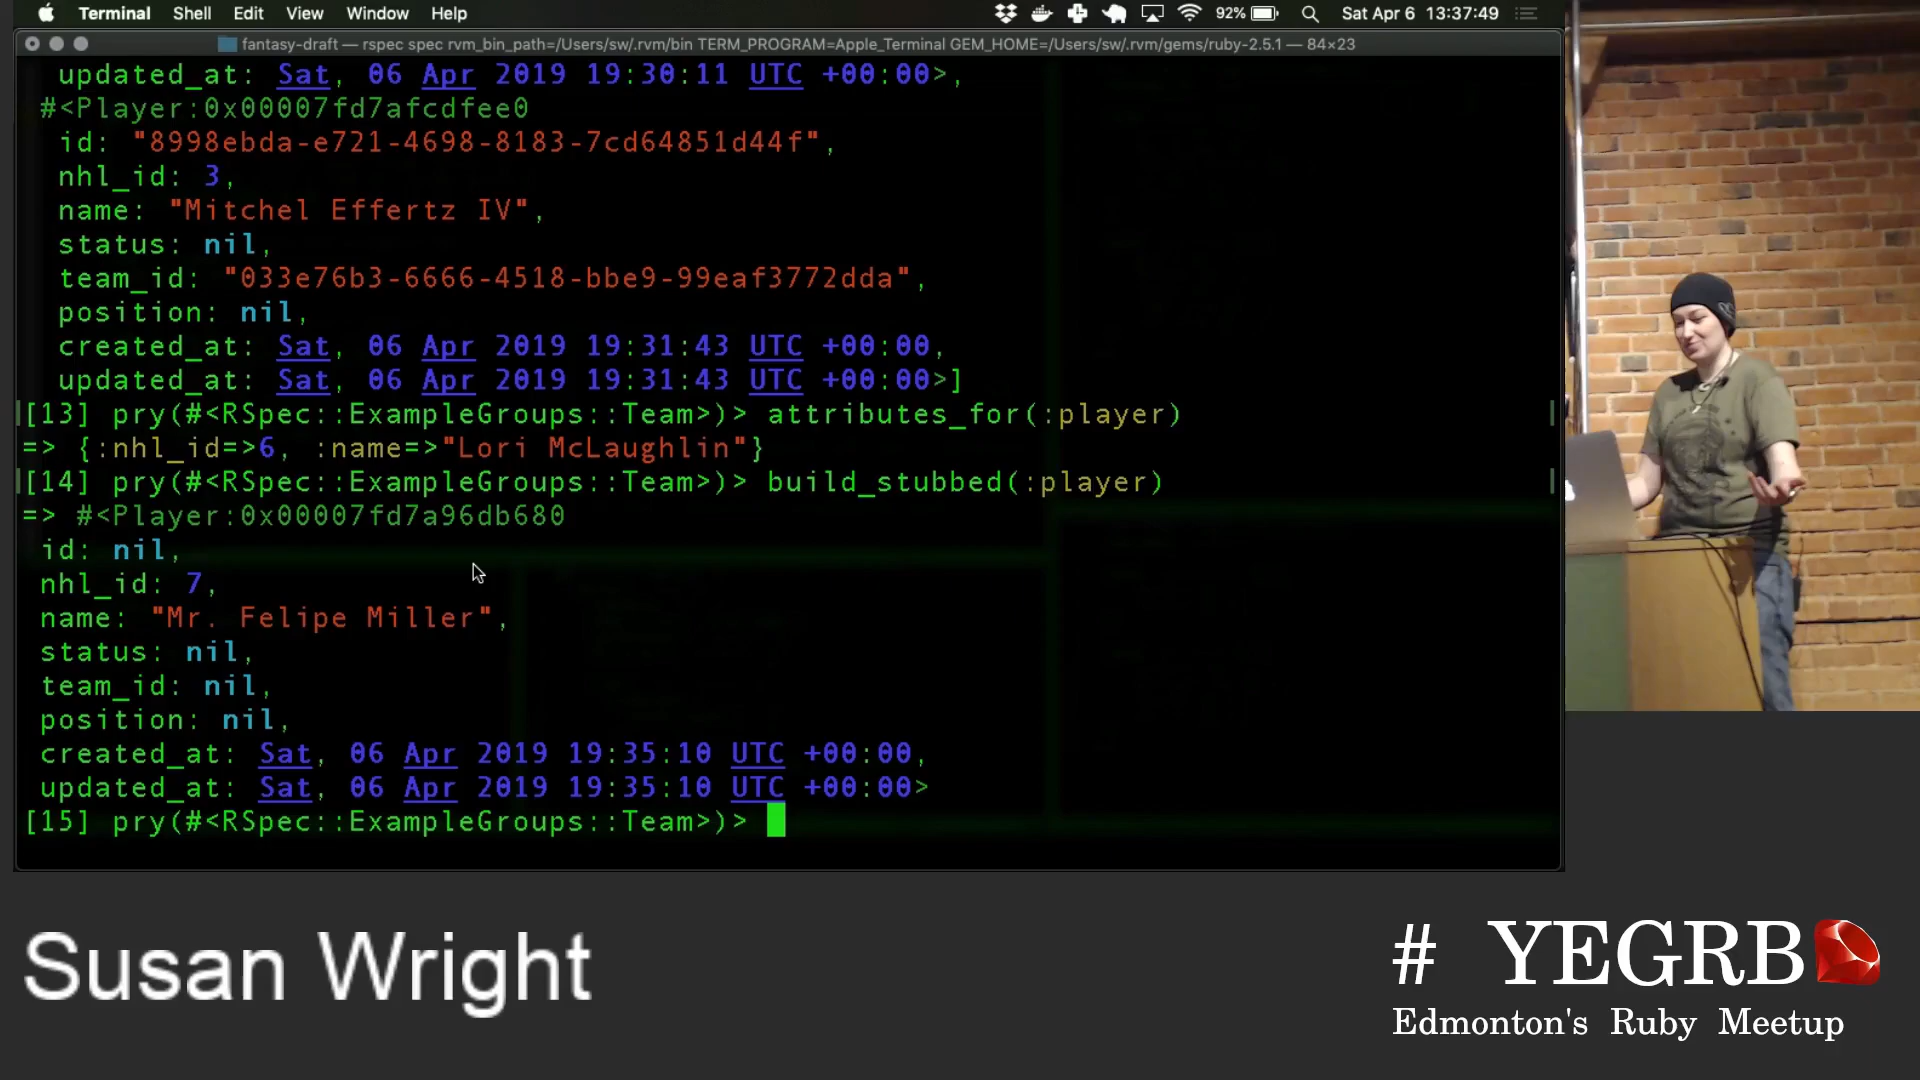 Terminal Shell Edit View Window Help 92% Sat Apr 6 13:37:49
fantasy-draft — rspec spec rvm_bin_path=/Users/sw/.rvm/bin TERM_PROGRAM=Apple_Terminal GEM_HOME=/Users/sw/.rvm/gems/ruby-2.5.1 — 84×23
updated_at: Sat, 06 Apr 2019 19:30:11 UTC +00:00>,
#<Player:0x00007fd7afcdfee0
id: "8998ebda-e721-4698-8183-7cd64851d44f",
nhl_id: 3,
name: "Mitchel Effertz IV",
status: nil,
team_id: "033e76b3-6666-4518-bbe9-99eaf3772dda",
position: nil,
created_at: Sat, 06 Apr 2019 19:31:43 UTC +00:00,
updated_at: Sat, 06 Apr 2019 19:31:43 UTC +00:00>]
[13] pry(#<RSpec::ExampleGroups::Team>)> attributes_for(:player)
=> {:nhl_id=>6, :name=>"Lori McLaughlin"}
[14] pry(#<RSpec::ExampleGroups::Team>)> build_stubbed(:player)
=> #<Player:0x00007fd7a96db680
id: nil,
nhl_id: 7,
name: "Mr. Felipe Miller",
status: nil,
team_id: nil,
position: nil,
created_at: Sat, 06 Apr 2019 19:35:10 UTC +00:00,
updated_at: Sat, 06 Apr 2019 19:35:10 UTC +00:00>
[15] pry(#<RSpec::ExampleGroups::Team>)>
Susan Wright
# YEGRB
Edmonton's Ruby Meetup